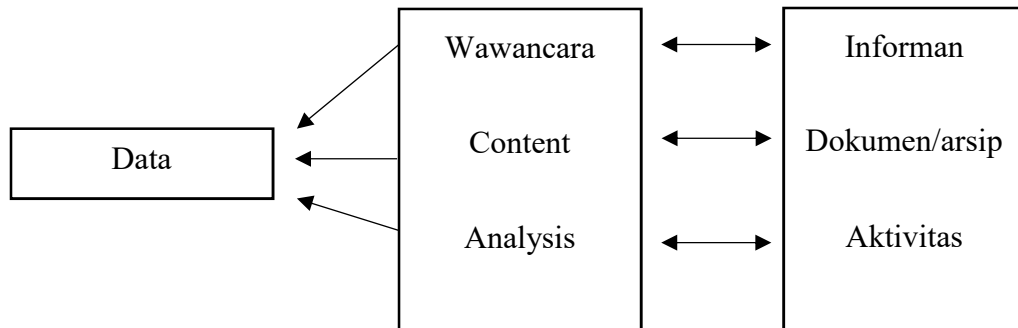 Wawancara
Informan
Data
Content
Dokumen/arsip
Analysis
Aktivitas